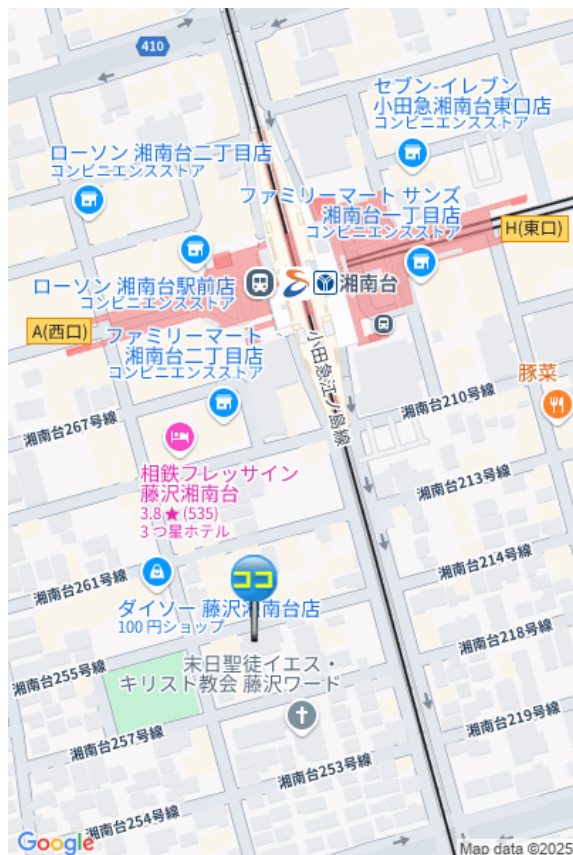 410
セブン-イレブン
小田急湘南台東口店
コンビニエンスストア
ローソン 湘南台二丁目店
コンビニエンスストア
ファミリーマート サンズ
湘南台一丁目店
コンビニエンスストア
H(東口)
ローソン 湘南台駅前店
コンビニエンスストア
湘南台
A(西口)
ファミリーマート
湘南台二丁目店
コンビニエンスストア
小田急江ノ島線
豚菜
湘南台210号線
湘南台267号線
相鉄フレッサイン
藤沢湘南台
3.8★(535)
3 つ星ホテル
湘南台213号線
湘南台261号線
湘南台214号線
ココ
ダイソー 藤沢湘南台店
100 円ショップ
湘南台218号線
末日聖徒イエス・
キリスト教会 藤沢ワード
湘南台255号線
湘南台257号線
湘南台219号線
湘南台253号線
湘南台254号線
Google
Map data ©2025